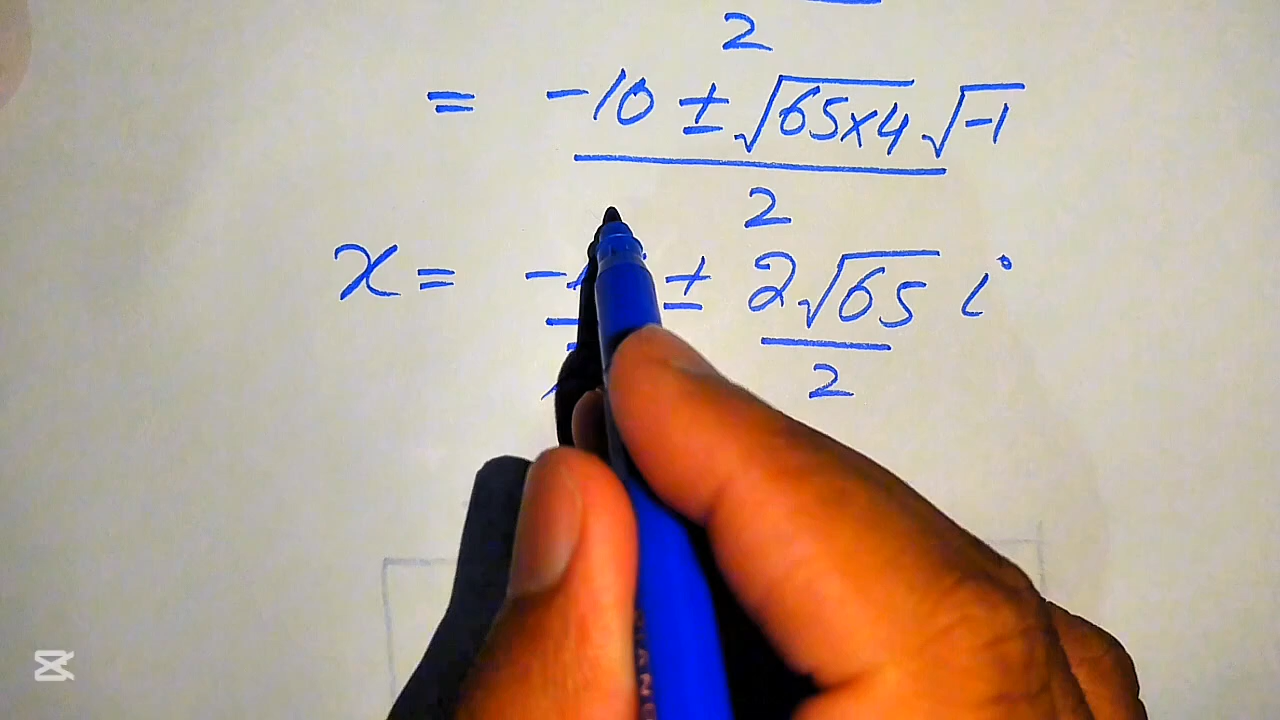 2
= -10 ± √65×4 √-1
2
x = - ± 2√65 i
2